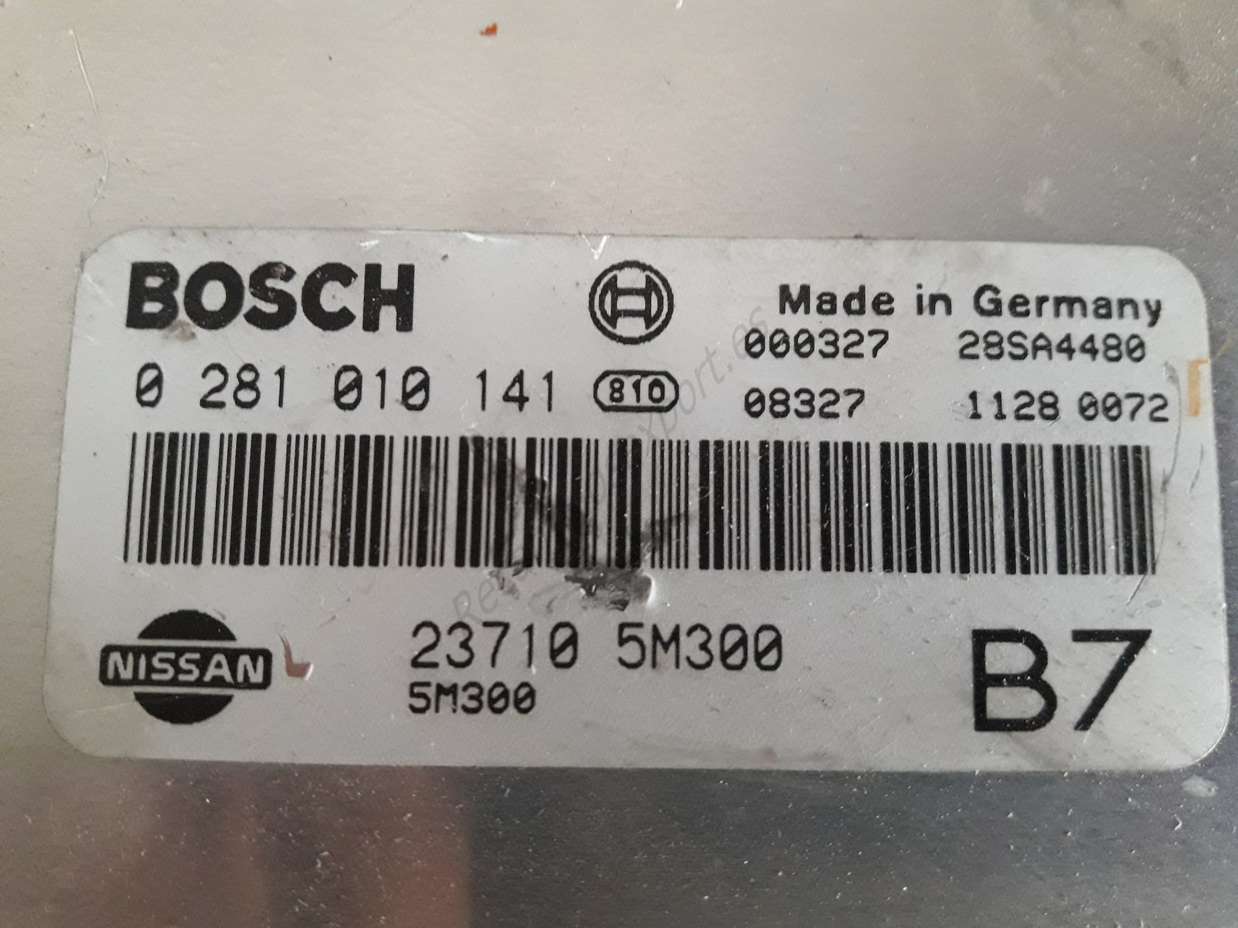 BOSCH
Made in Germany
000327 28SA4480
0 281 010 141 810
08327 1128 0072
NISSAN
23710 5M300
5M300
B7